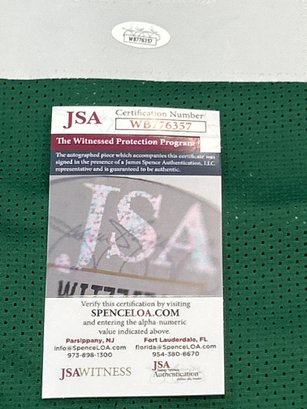 WB776357
JSA
Certification Number
WB776357
The Witnessed Protection Program
The autographed piece which accompanies this certificate was
signed in the presence of a James Spence Authentication, LLC
representative and is guaranteed to be authentic.
JSA
Verify this certification by visiting
SPENCELOA.COM
and entering the alpha-numeric
value indicated above.
Parsippany, NJ
Fort Lauderdale, FL
info@SpenceLOA.com
florida@SpenceLOA.com
973-898-1300
954-380-8670
JSAWITNESS
JSA
Authentication